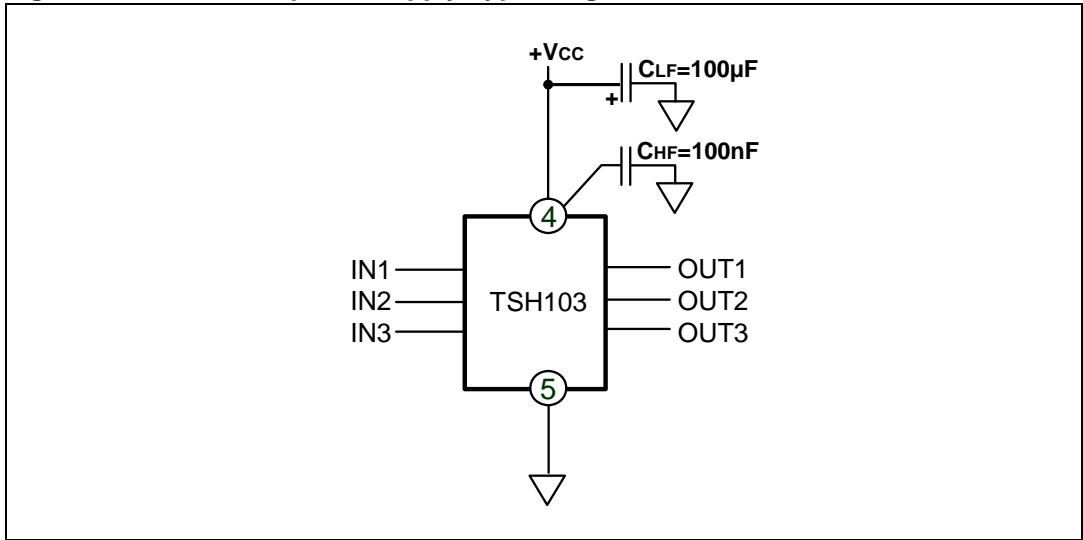 +VCC
CLF=100µF
+
CHF=100nF
4
IN1
OUT1
IN2
TSH103
OUT2
IN3
OUT3
5